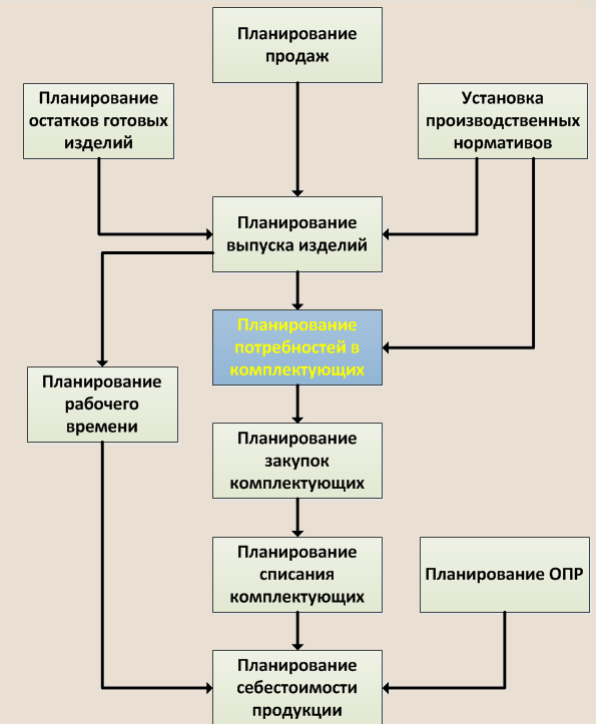 Планирование
продаж
Планирование
остатков готовых
изделий
Установка
производственных
нормативов
Планирование
выпуска изделий
Планирование
потребностей в
комплектующих
Планирование
рабочего
времени
Планирование
закупок
комплектующих
Планирование
списания
комплектующих
Планирование ОПР
Планирование
себестоимости
продукции